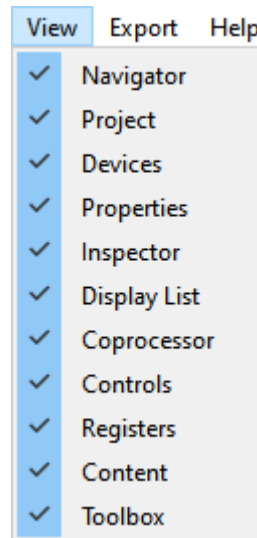 View Export Help
Navigator
Project
Devices
Properties
Inspector
Display List
Coprocessor
Controls
Registers
Content
Toolbox